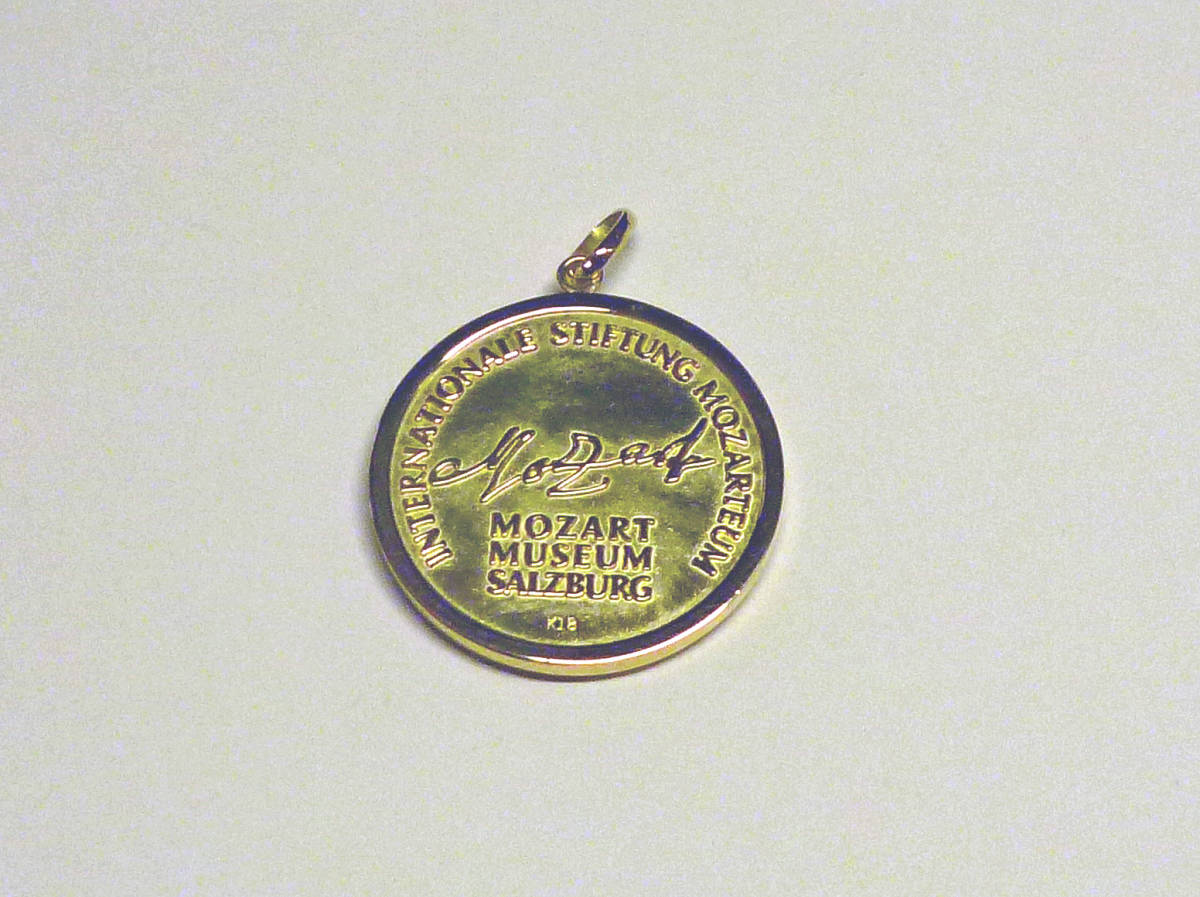 INTERNATIONALE STIFTUNG MOZARTEUM
Mozart
MOZART
MUSEUM
SALZBURG
K18